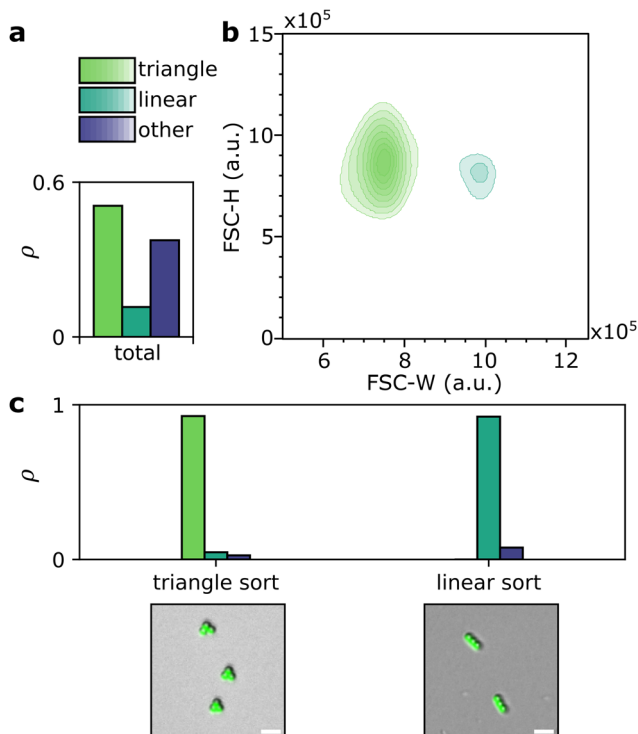 a
triangle
linear
other
0.6
ρ
0
total
b
x10⁵
15
10
5
0
FSC-H (a.u.)
6
8
10
12
x10⁵
FSC-W (a.u.)
c
1
ρ
0
triangle sort
linear sort